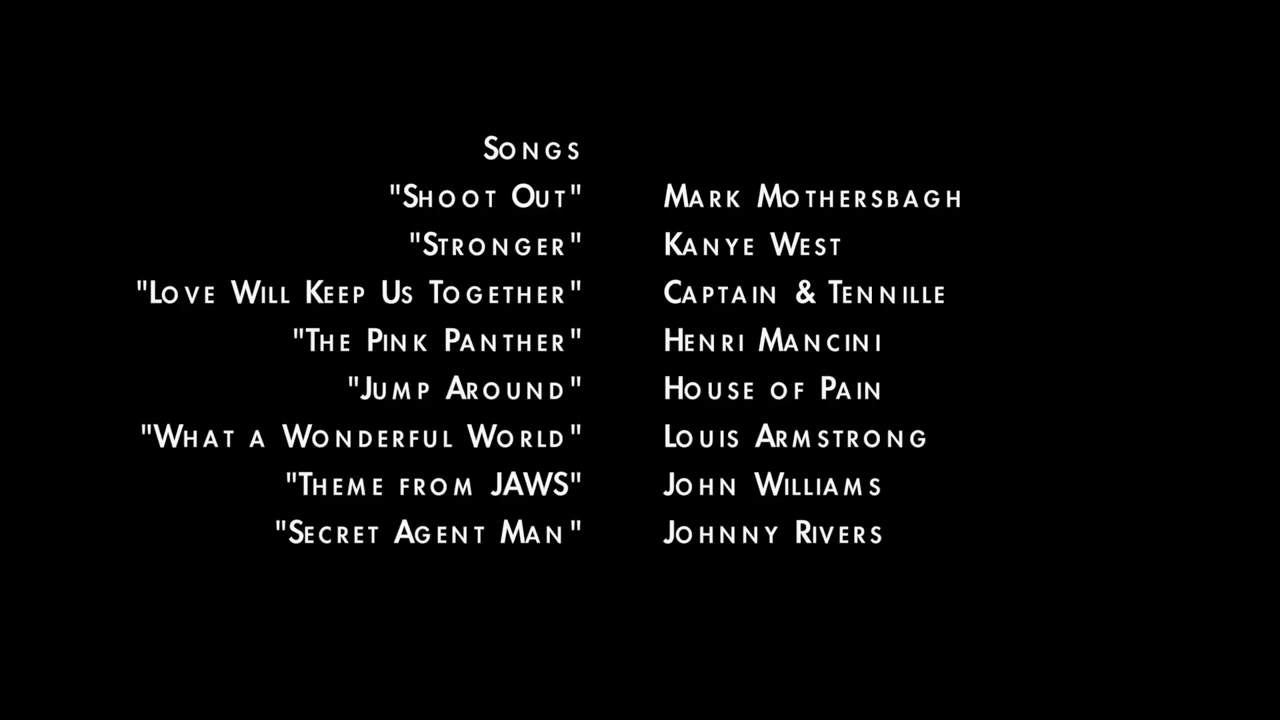 Songs
"Shoot Out" Mark Mothersbagh
"Stronger" Kanye West
"Love Will Keep Us Together" Captain & Tennille
"The Pink Panther" Henri Mancini
"Jump Around" House of Pain
"What a Wonderful World" Louis Armstrong
"Theme from JAWS" John Williams
"Secret Agent Man" Johnny Rivers